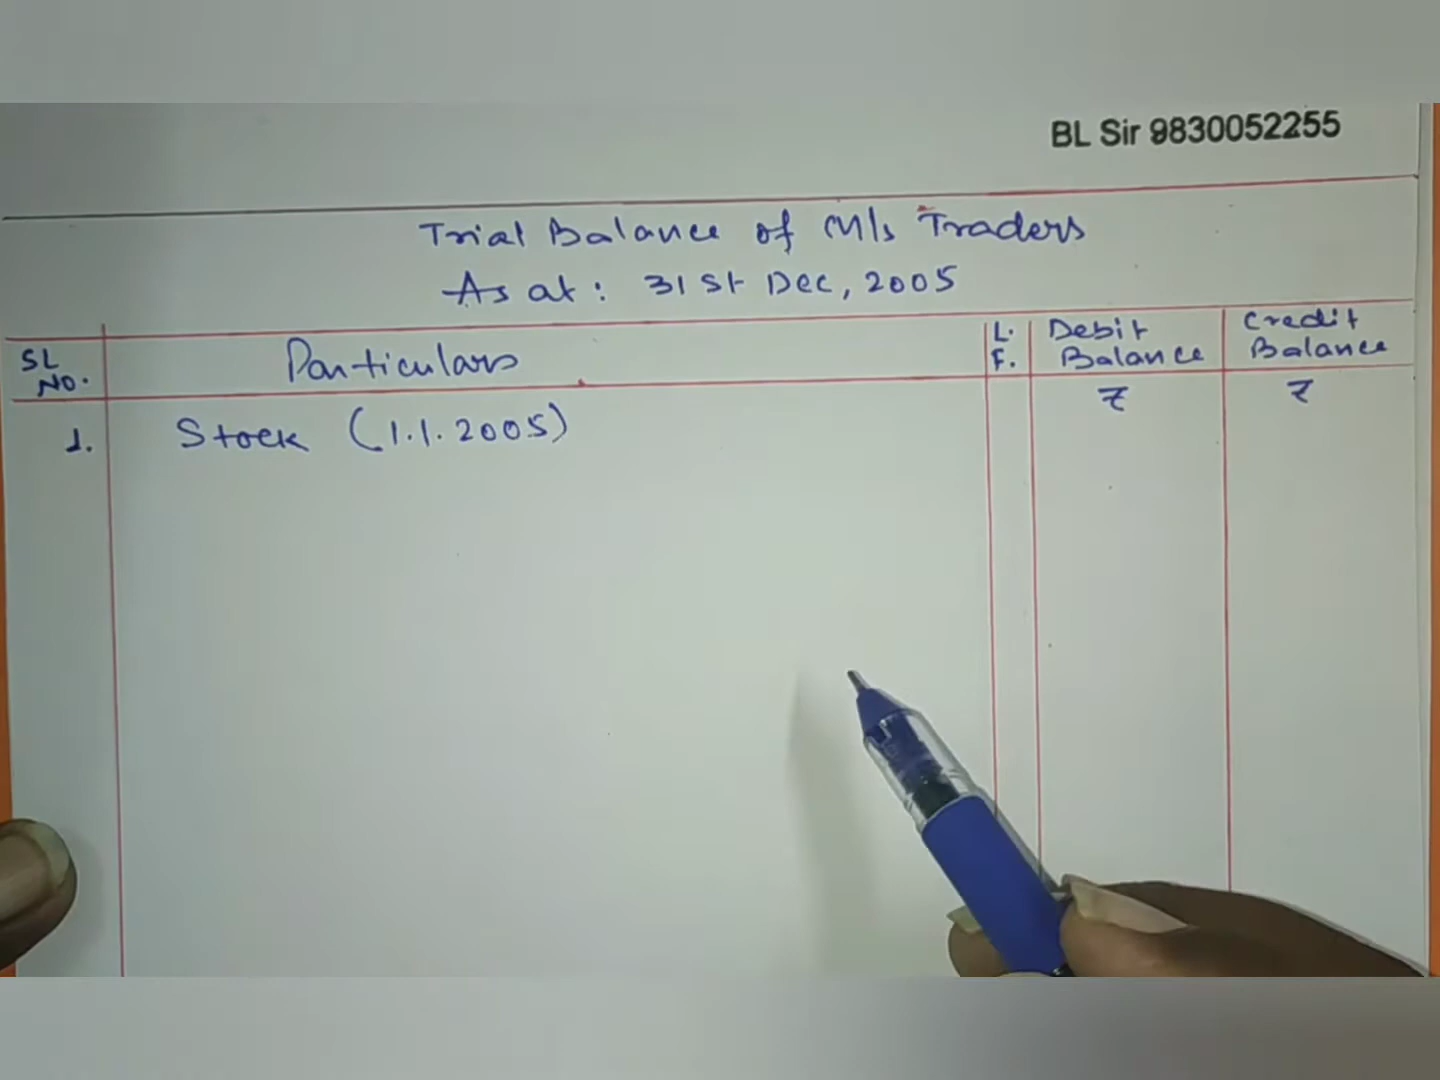 BL Sir 9830052255
Trial Balance of M/s Traders
As at: 31st Dec, 2005
SL No. Particulars L. F. Debit Balance Credit Balance
₹ ₹
1. Stock (1.1.2005)